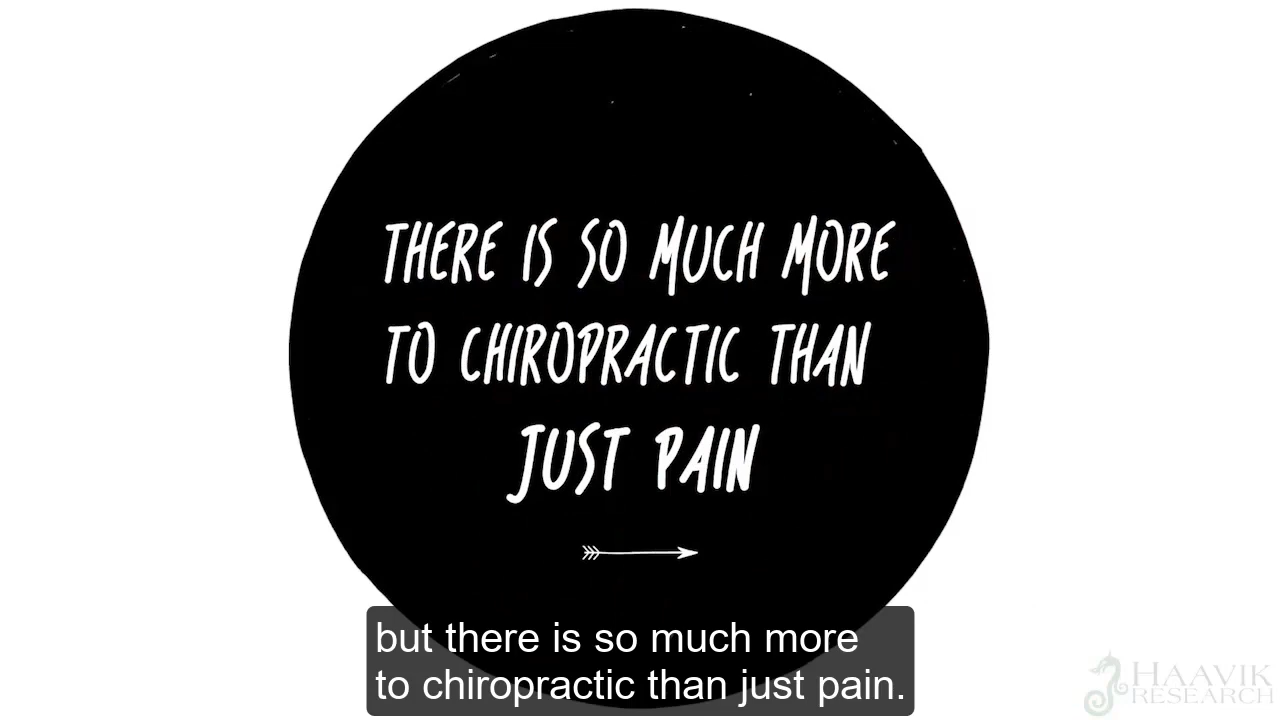 THERE IS SO MUCH MORE
TO CHIROPRACTIC THAN
JUST PAIN
but there is so much more
to chiropractic than just pain.
HAAVIK
RESEARCH